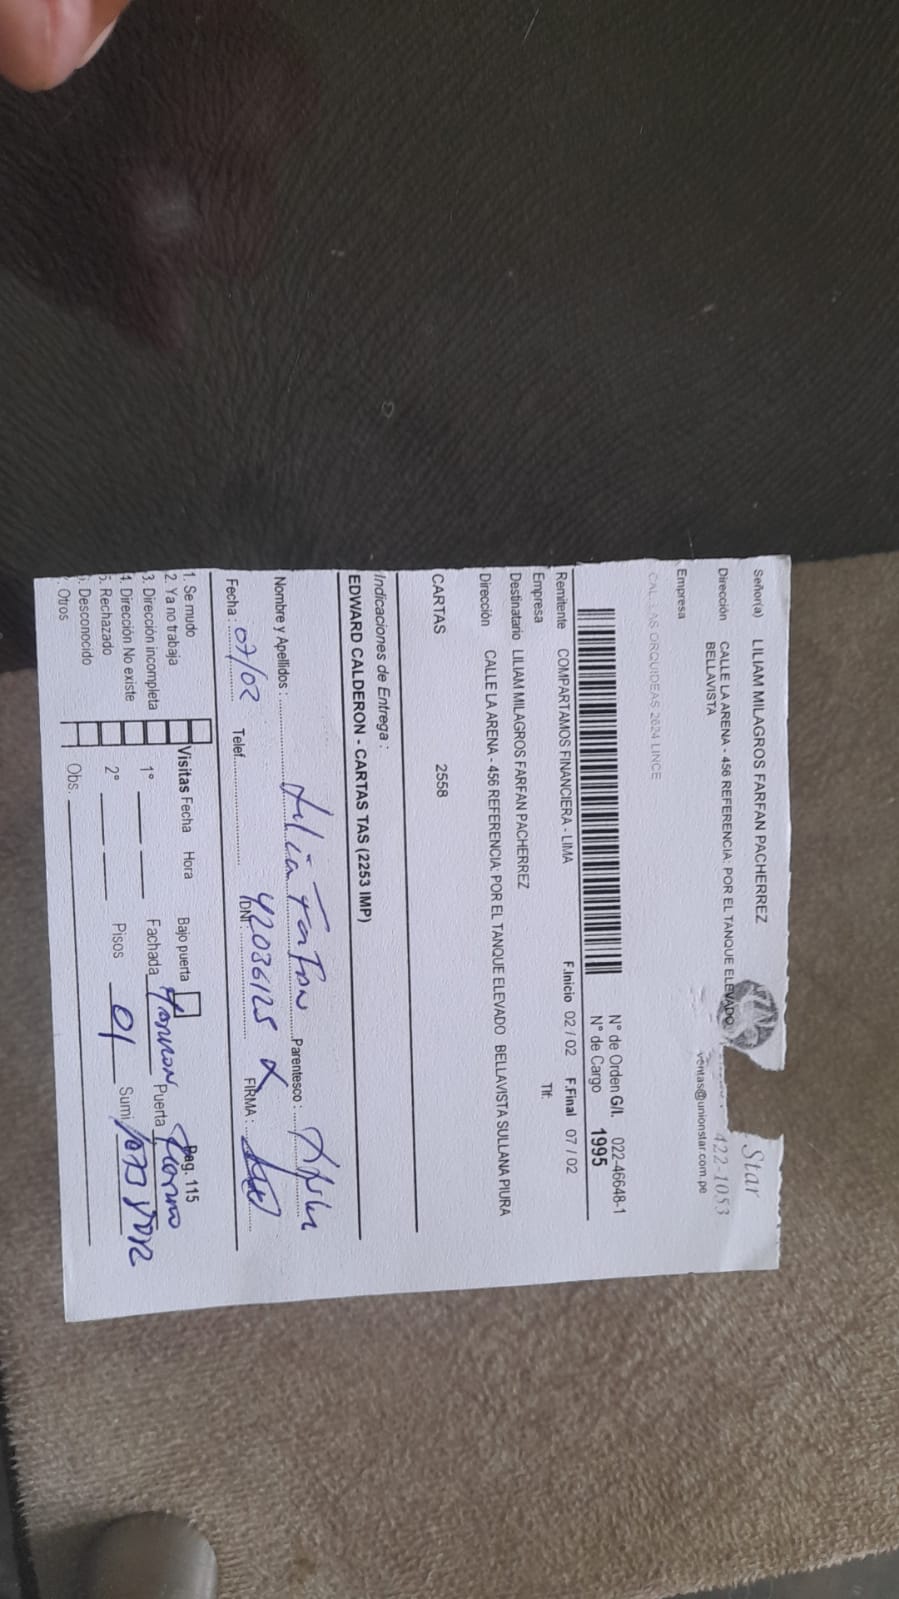 Star
422-1053
ventas@unionstar.com.pe
Señor(a) LILIAM MILAGROS FARFAN PACHERREZ
Dirección CALLE LA ARENA - 456 REFERENCIA: POR EL TANQUE ELEVADO
BELLAVISTA
Empresa
CAL LAS ORQUIDEAS 2624 LINCE
N° de Orden G/I. 022-46648-1
N° de Cargo 1995
Remitente COMPARTAMOS FINANCIERA - LIMA F.Inicio 02 / 02 F.Final 07 / 02
Empresa Tlf:
Destinatario LILIAM MILAGROS FARFAN PACHERREZ
Dirección CALLE LA ARENA - 456 REFERENCIA: POR EL TANQUE ELEVADO BELLAVISTA SULLANA PIURA
CARTAS 2558
Indicaciones de Entrega :
EDWARD CALDERON - CARTAS TAS (2253 IMP)
Nombre y Apellidos : Farfan Parentesco :
Fecha : 07/02 Telef. DNI 42036125 FIRMA :
Pag. 115
1. Se mudo Visitas Fecha Hora Bajo puerta
2. Ya no trabaja
3. Dirección incompleta 1° Fachada Puerta
4. Dirección No existe 2° Pisos 01 Sumi
5. Rechazado
6. Desconocido Obs.
7. Otros